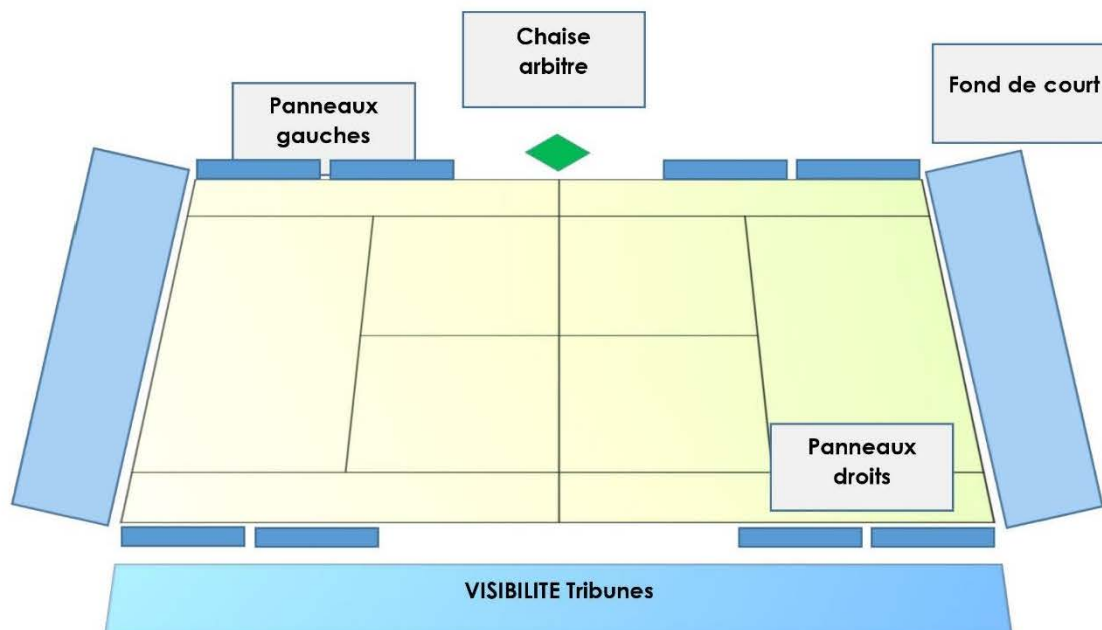 Chaise
arbitre
Fond de court
Panneaux
gauches
Panneaux
droits
VISIBILITE Tribunes